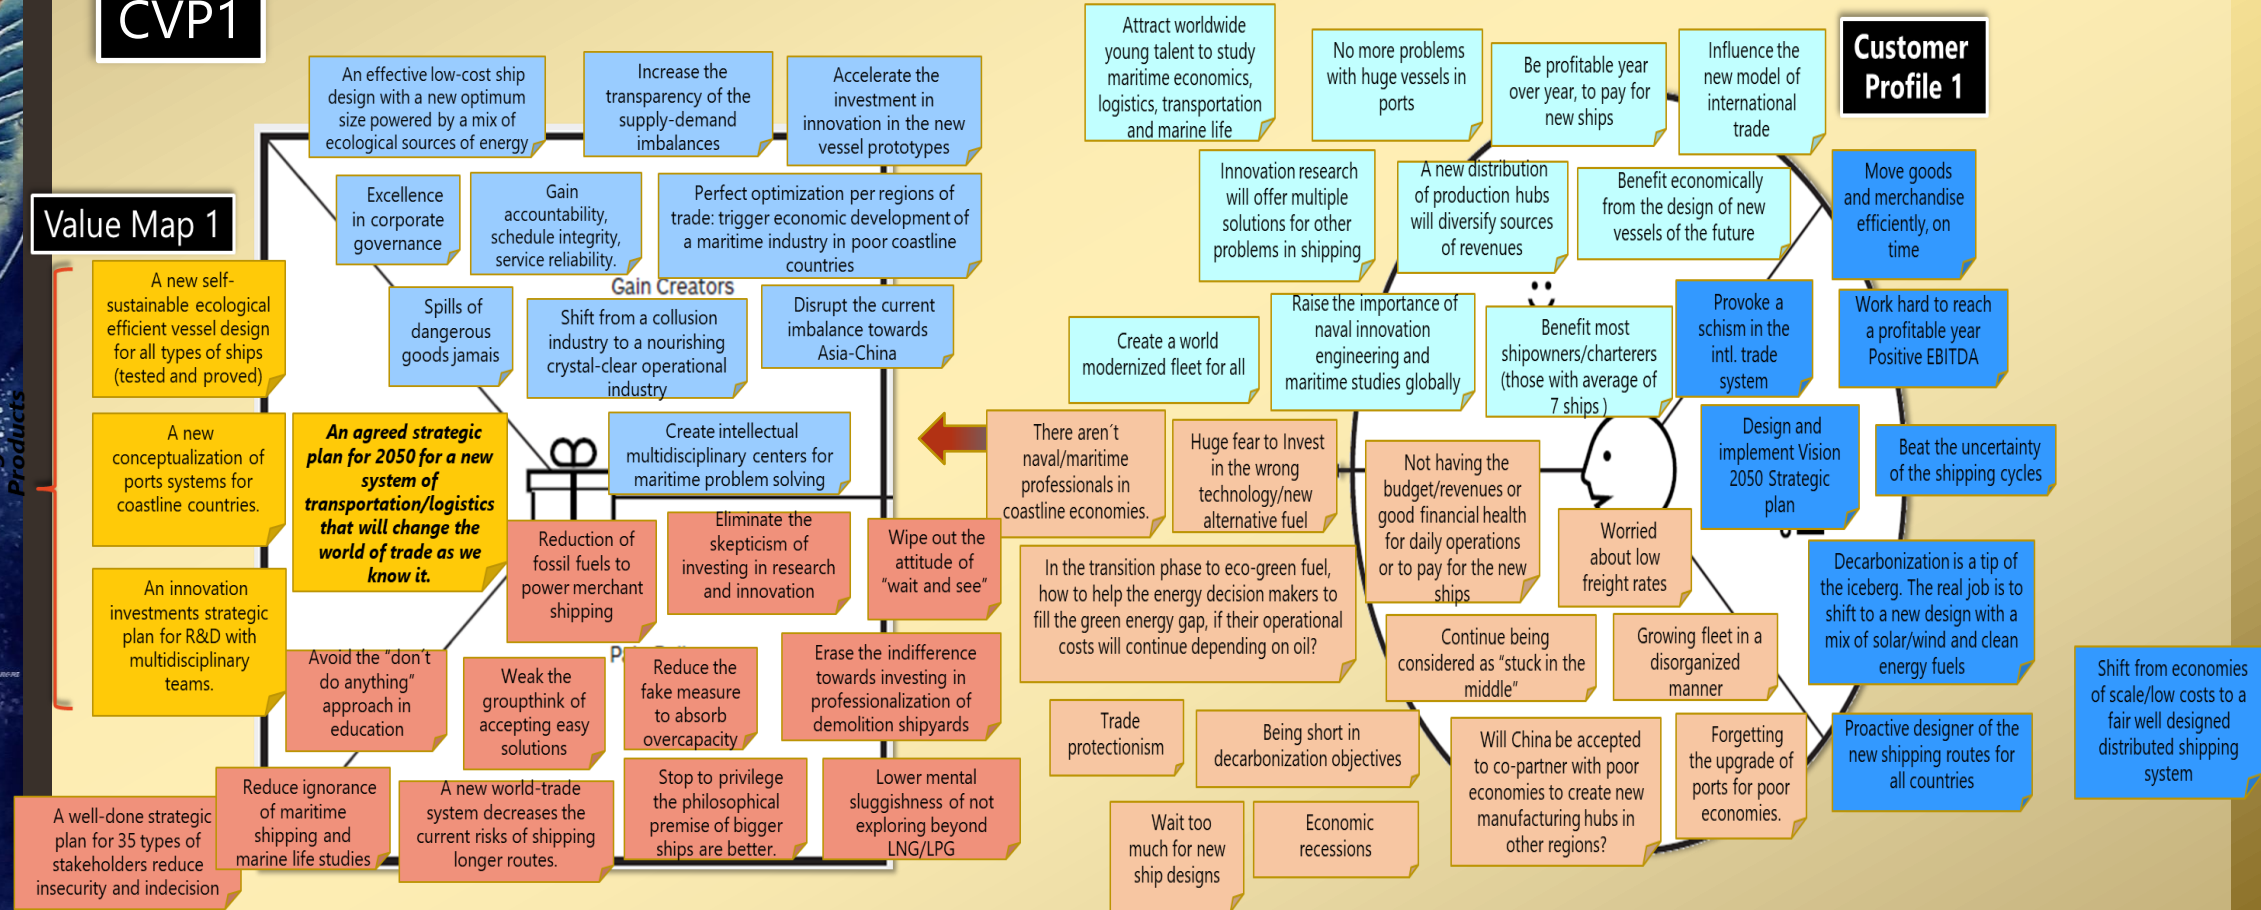 CVP1
An effective low-cost ship
design with a new optimum
size powered by a mix of
ecological sources of energy
Increase the
transparency of the
supply-demand
imbalances
Accelerate the
investment in
innovation in the new
vessel prototypes
Value Map 1
Excellence
in corporate
governance
Gain
accountability,
schedule integrity,
service reliability.
Perfect optimization per regions of
trade: trigger economic development of
a maritime industry in poor coastline
countries
Gain Creators
Spills of
dangerous
goods jamais
Shift from a collusion
industry to a nourishing
crystal-clear operational
industry
Disrupt the current
imbalance towards
Asia-China
Create intellectual
multidisciplinary centers for
maritime problem solving
Products
A new self-
sustainable ecological
efficient vessel design
for all types of ships
(tested and proved)
A new
conceptualization of
ports systems for
coastline countries.
An innovation
investments strategic
plan for R&D with
multidisciplinary
teams.
An agreed strategic
plan for 2050 for a new
system of
transportation/logistics
that will change the
world of trade as we
know it.
Reduction of
fossil fuels to
power merchant
shipping
Eliminate the
skepticism of
investing in research
and innovation
Wipe out the
attitude of
“wait and see”
Avoid the “don´t
do anything”
approach in
education
Weak the
groupthink of
accepting easy
solutions
Reduce the
fake measure
to absorb
overcapacity
Erase the indifference
towards investing in
professionalization of
demolition shipyards
A well-done strategic
plan for 35 types of
stakeholders reduce
insecurity and indecision
Reduce ignorance
of maritime
shipping and
marine life studies
A new world-trade
system decreases the
current risks of shipping
longer routes.
Stop to privilege
the philosophical
premise of bigger
ships are better.
Lower mental
sluggishness of not
exploring beyond
LNG/LPG
Customer
Profile 1
Attract worldwide
young talent to study
maritime economics,
logistics, transportation
and marine life
No more problems
with huge vessels in
ports
Be profitable year
over year, to pay for
new ships
Influence the
new model of
international
trade
Innovation research
will offer multiple
solutions for other
problems in shipping
A new distribution
of production hubs
will diversify sources
of revenues
Benefit economically
from the design of new
vessels of the future
Create a world
modernized fleet for all
Raise the importance of
naval innovation
engineering and
maritime studies globally
Benefit most
shipowners/charterers
(those with average of
7 ships )
Move goods
and merchandise
efficiently, on
time
Provoke a
schism in the
intl. trade
system
Work hard to reach
a profitable year
Positive EBITDA
Design and
implement Vision
2050 Strategic
plan
Beat the uncertainty
of the shipping cycles
Decarbonization is a tip of
the iceberg. The real job is to
shift to a new design with a
mix of solar/wind and clean
energy fuels
Shift from economies
of scale/low costs to a
fair well designed
distributed shipping
system
Proactive designer of the
new shipping routes for
all countries
There aren´t
naval/maritime
professionals in
coastline economies.
Huge fear to Invest
in the wrong
technology/new
alternative fuel
Not having the
budget/revenues or
good financial health
for daily operations
or to pay for the new
ships
Worried
about low
freight rates
In the transition phase to eco-green fuel,
how to help the energy decision makers to
fill the green energy gap, if their operational
costs will continue depending on oil?
Continue being
considered as “stuck in the
middle”
Growing fleet in a
disorganized
manner
Trade
protectionism
Being short in
decarbonization objectives
Will China be accepted
to co-partner with poor
economies to create new
manufacturing hubs in
other regions?
Forgetting
the upgrade of
ports for poor
economies.
Wait too
much for new
ship designs
Economic
recessions